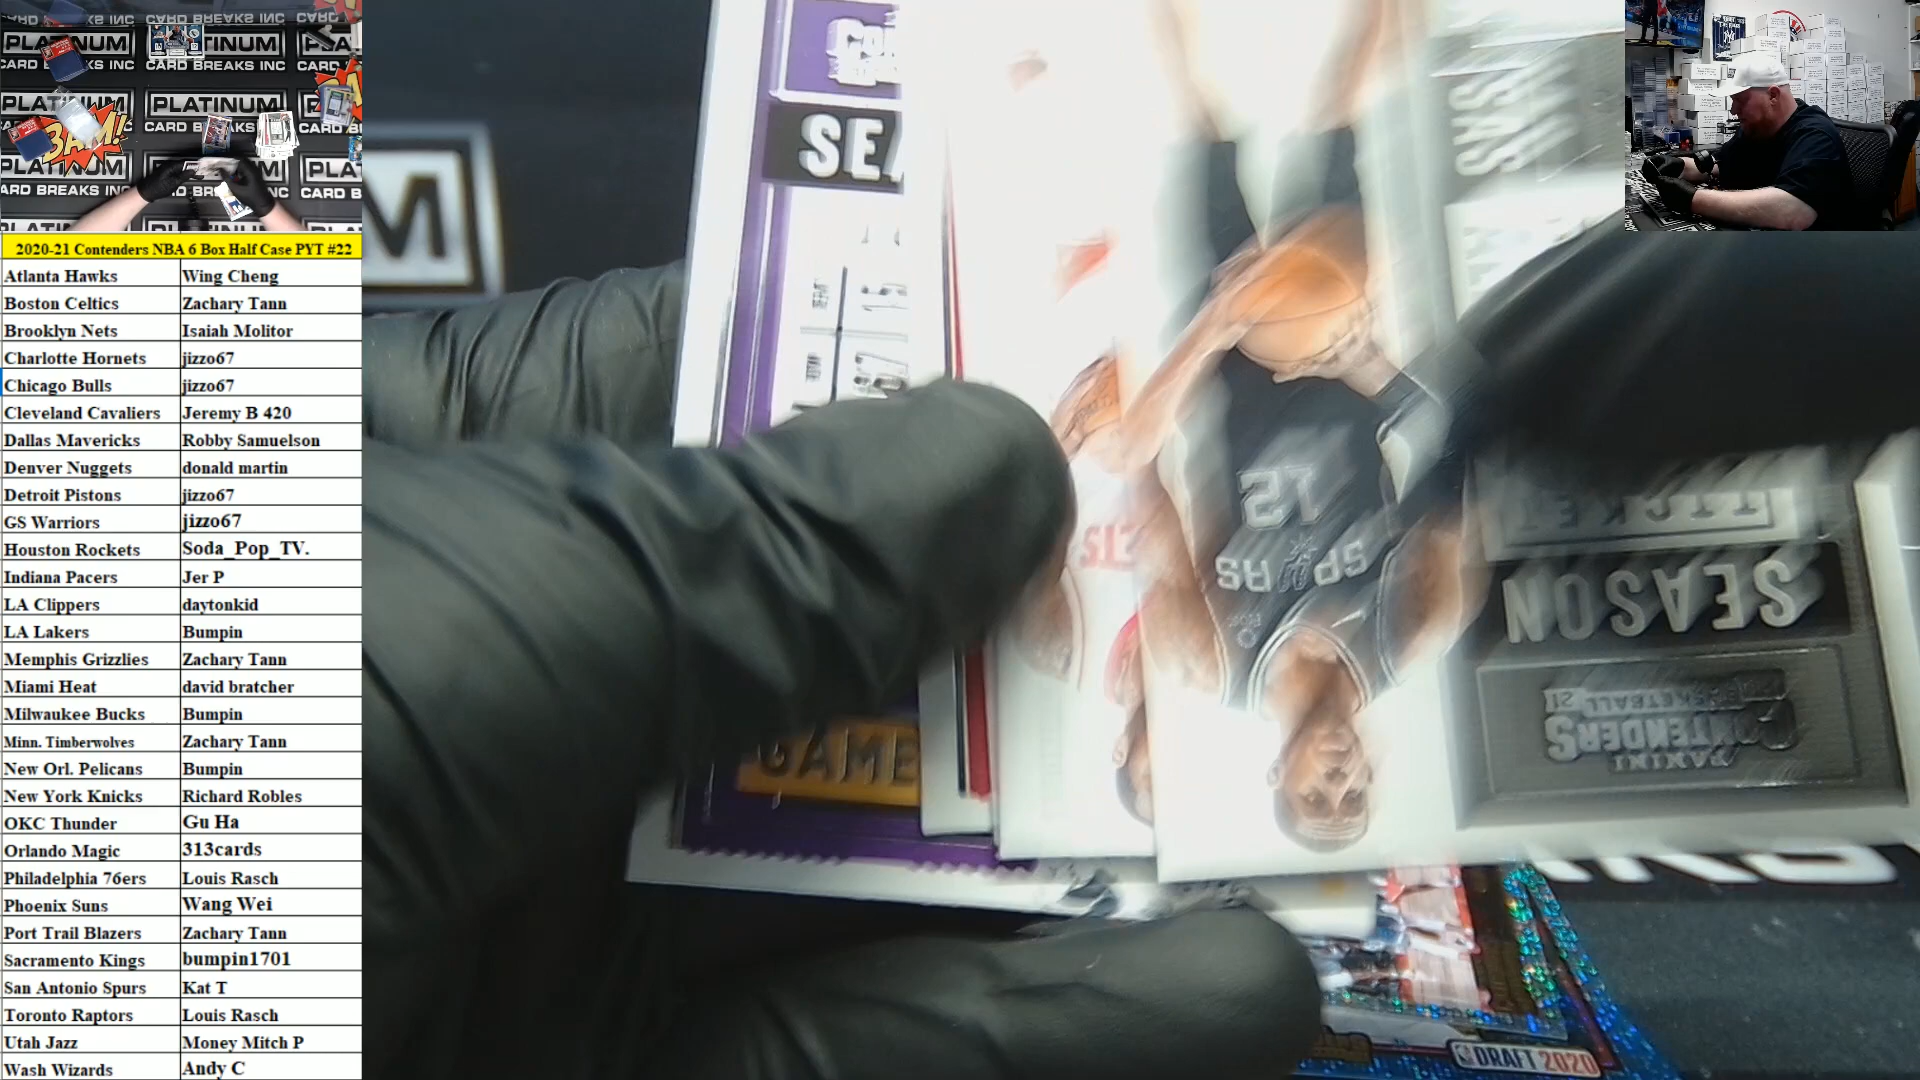 PLATINUM
CARD BREAKS INC
BAM!
2020-21 Contenders NBA 6 Box Half Case PYT #22
Atlanta Hawks Wing Cheng
Boston Celtics Zachary Tann
Brooklyn Nets Isaiah Molitor
Charlotte Hornets jizzo67
Chicago Bulls jizzo67
Cleveland Cavaliers Jeremy B 420
Dallas Mavericks Robby Samuelson
Denver Nuggets donald martin
Detroit Pistons jizzo67
GS Warriors jizzo67
Houston Rockets Soda_Pop_TV.
Indiana Pacers Jer P
LA Clippers daytonkid
LA Lakers Bumpin
Memphis Grizzlies Zachary Tann
Miami Heat david bratcher
Milwaukee Bucks Bumpin
Minn. Timberwolves Zachary Tann
New Orl. Pelicans Bumpin
New York Knicks Richard Robles
OKC Thunder Gu Ha
Orlando Magic 313cards
Philadelphia 76ers Louis Rasch
Phoenix Suns Wang Wei
Port Trail Blazers Zachary Tann
Sacramento Kings bumpin1701
San Antonio Spurs Kat T
Toronto Raptors Louis Rasch
Utah Jazz Money Mitch P
Wash Wizards Andy C
M
SEA
GAME
12
SPURS
TICKET
SEASON
PANINI
CONTENDERS
DRAFT 2020